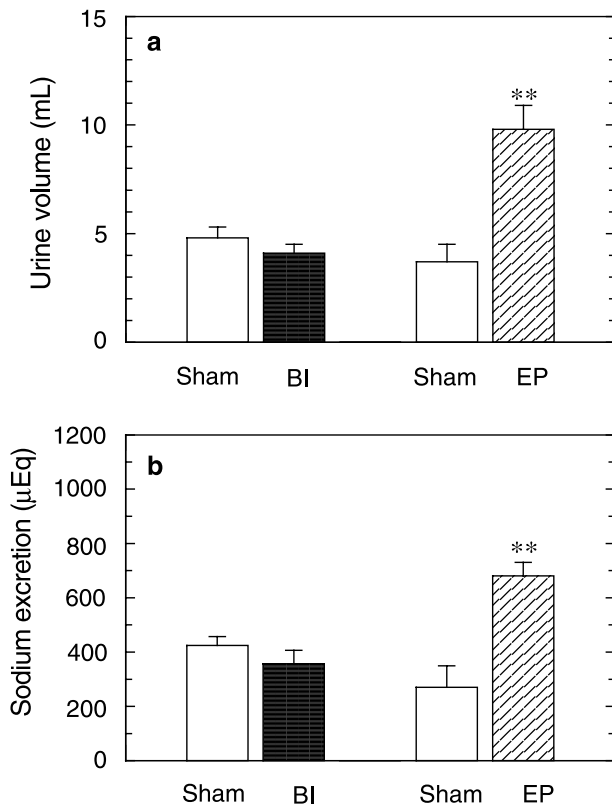 a
Urine volume (mL)
15
10
5
0
**
Sham BI Sham EP
b
Sodium excretion (μEq)
1200
1000
800
600
400
200
0
**
Sham BI Sham EP